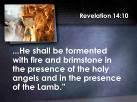 Revelation 14:10
...He shall be tormented
with fire and brimstone in
the presence of the holy
angels and in the presence
of the Lamb."